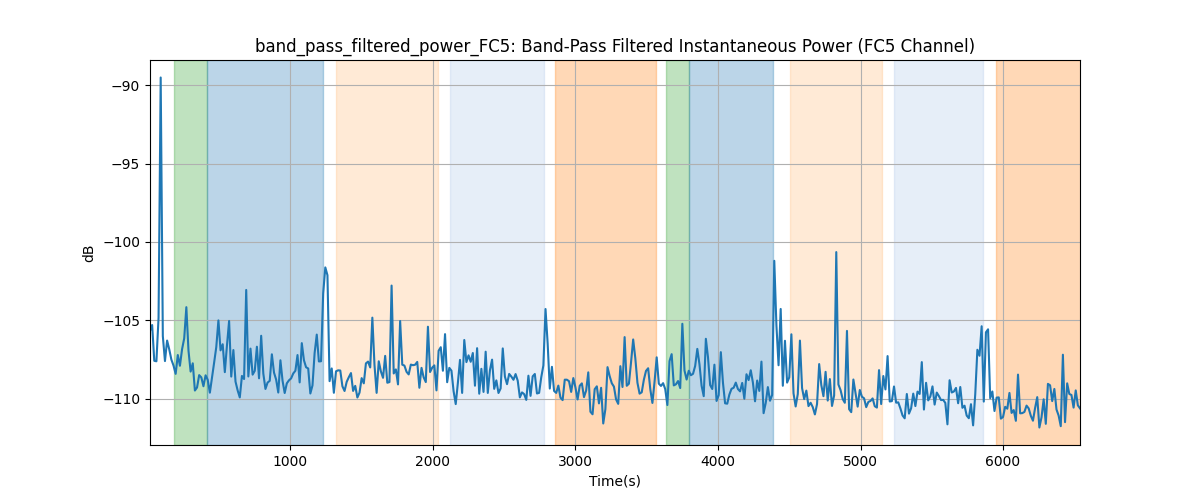 band_pass_filtered_power_FC5: Band-Pass Filtered Instantaneous Power (FC5 Channel)
−90
−95
−100
−105
−110
dB
1000 2000 3000 4000 5000 6000
Time(s)